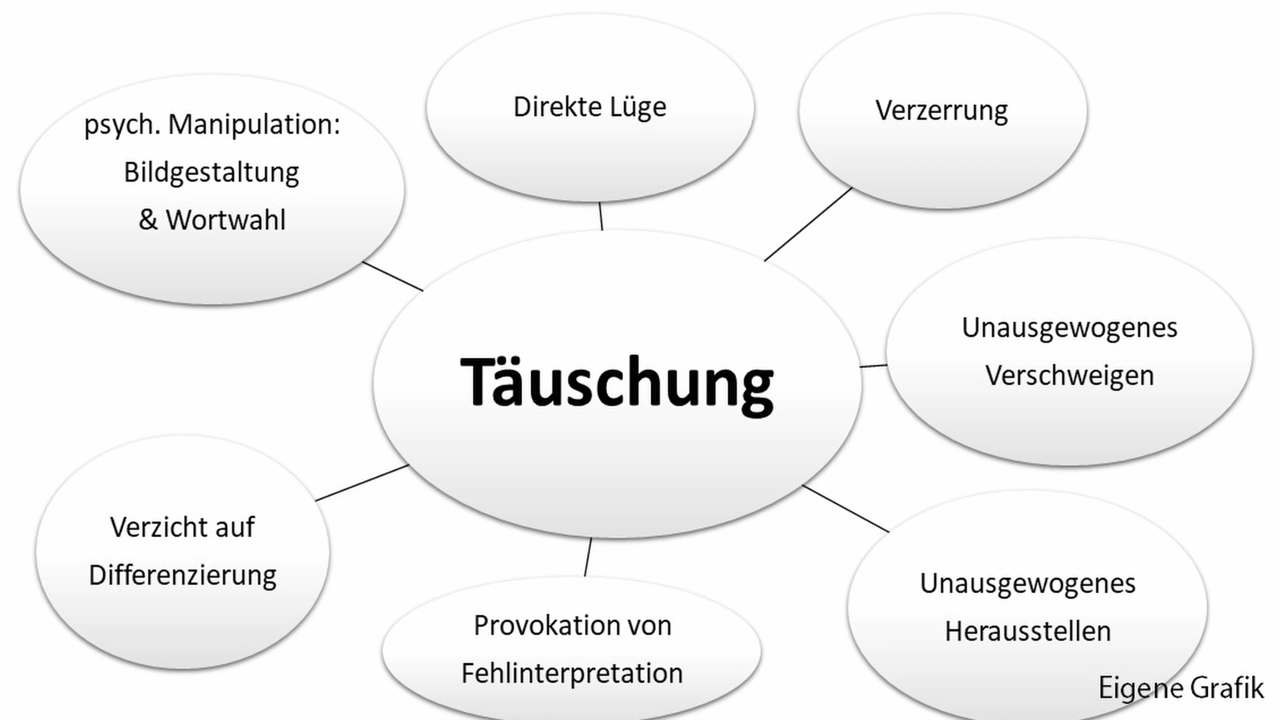 Direkte Lüge
Verzerrung
psych. Manipulation:
Bildgestaltung
& Wortwahl
Unausgewogenes
Verschweigen
Täuschung
Verzicht auf
Differenzierung
Provokation von
Fehlinterpretation
Unausgewogenes
Herausstellen
Eigene Grafik